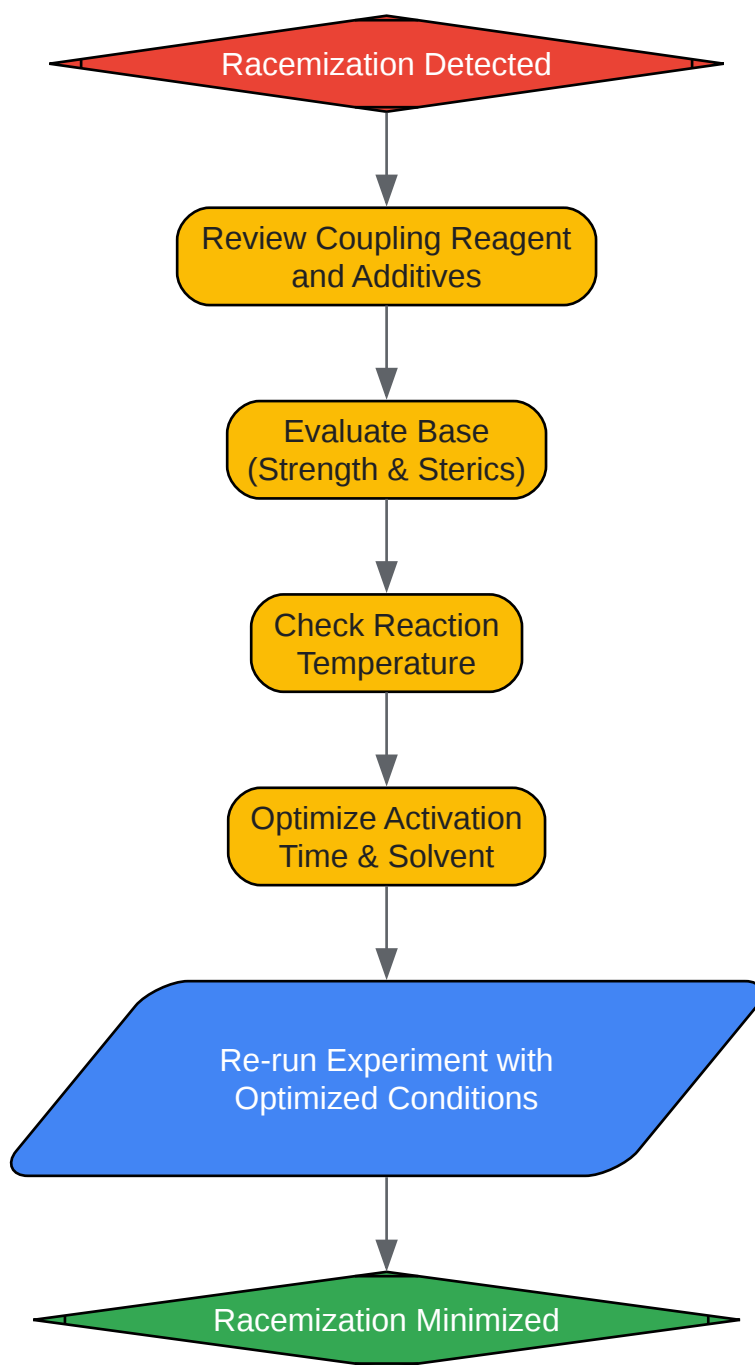 Racemization Detected
Review Coupling Reagent
and Additives
Evaluate Base
(Strength & Sterics)
Check Reaction
Temperature
Optimize Activation
Time & Solvent
Re-run Experiment with
Optimized Conditions
Racemization Minimized